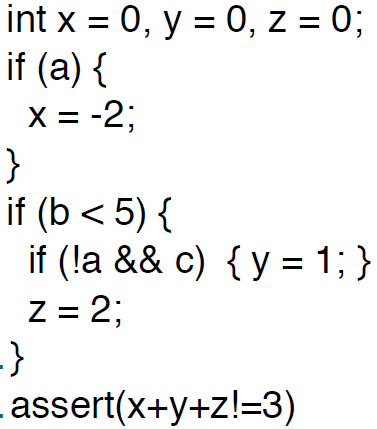 int x = 0, y = 0, z = 0;
if (a) {
x = -2;
}
if (b < 5) {
if (!a && c) { y = 1; }
z = 2;
}
assert(x+y+z!=3)